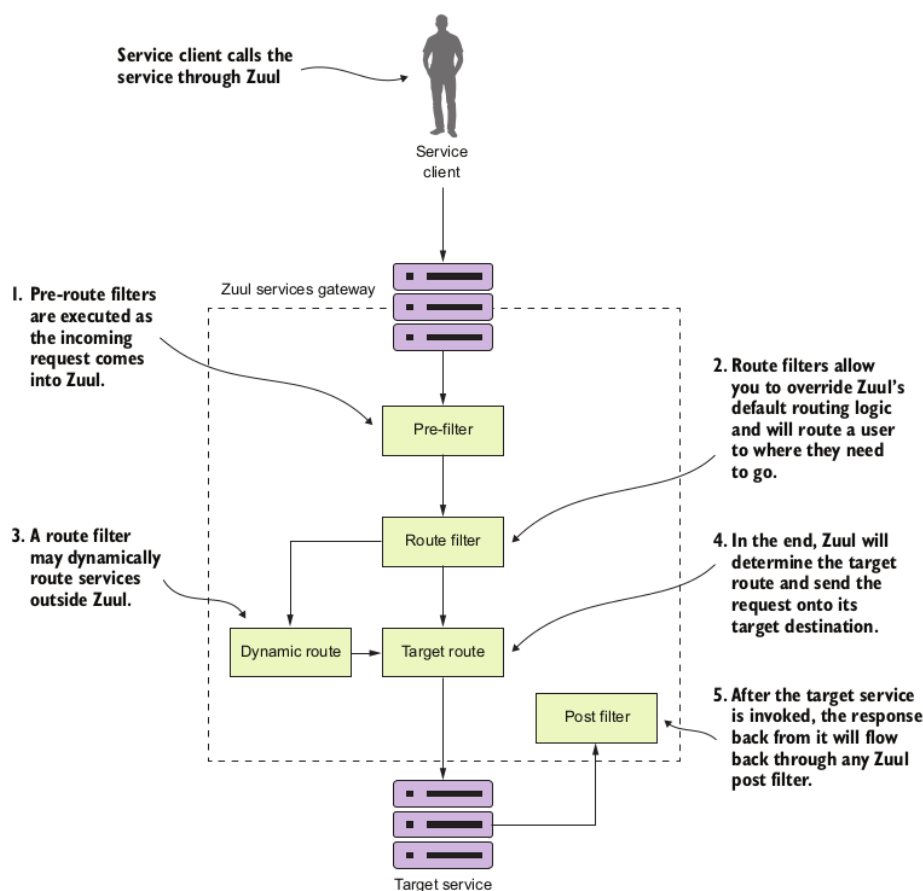 Service client calls the
service through Zuul
Service
client
Zuul services gateway
1. Pre-route filters
are executed as
the incoming
request comes
into Zuul.
2. Route filters allow
you to override Zuul's
default routing logic
and will route a user
to where they need
to go.
Pre-filter
Route filter
3. A route filter
may dynamically
route services
outside Zuul.
4. In the end, Zuul will
determine the target
route and send the
request onto its
target destination.
Dynamic route
Target route
Post filter
5. After the target service
is invoked, the response
back from it will flow
back through any Zuul
post filter.
Target service